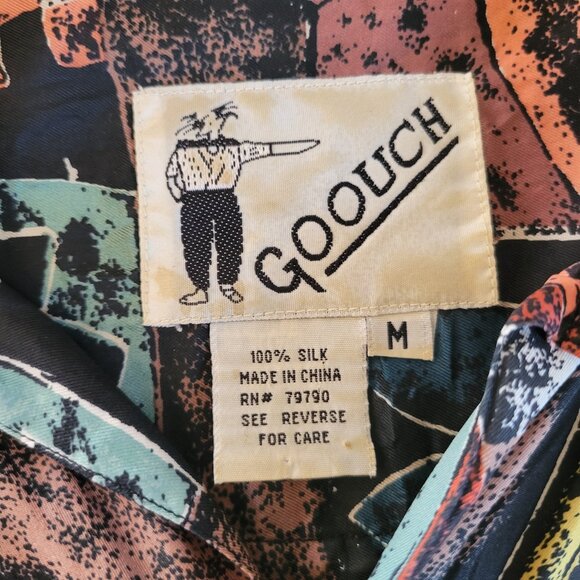 GOOUCH
M
100% SILK
MADE IN CHINA
RN# 79790
SEE REVERSE
FOR CARE